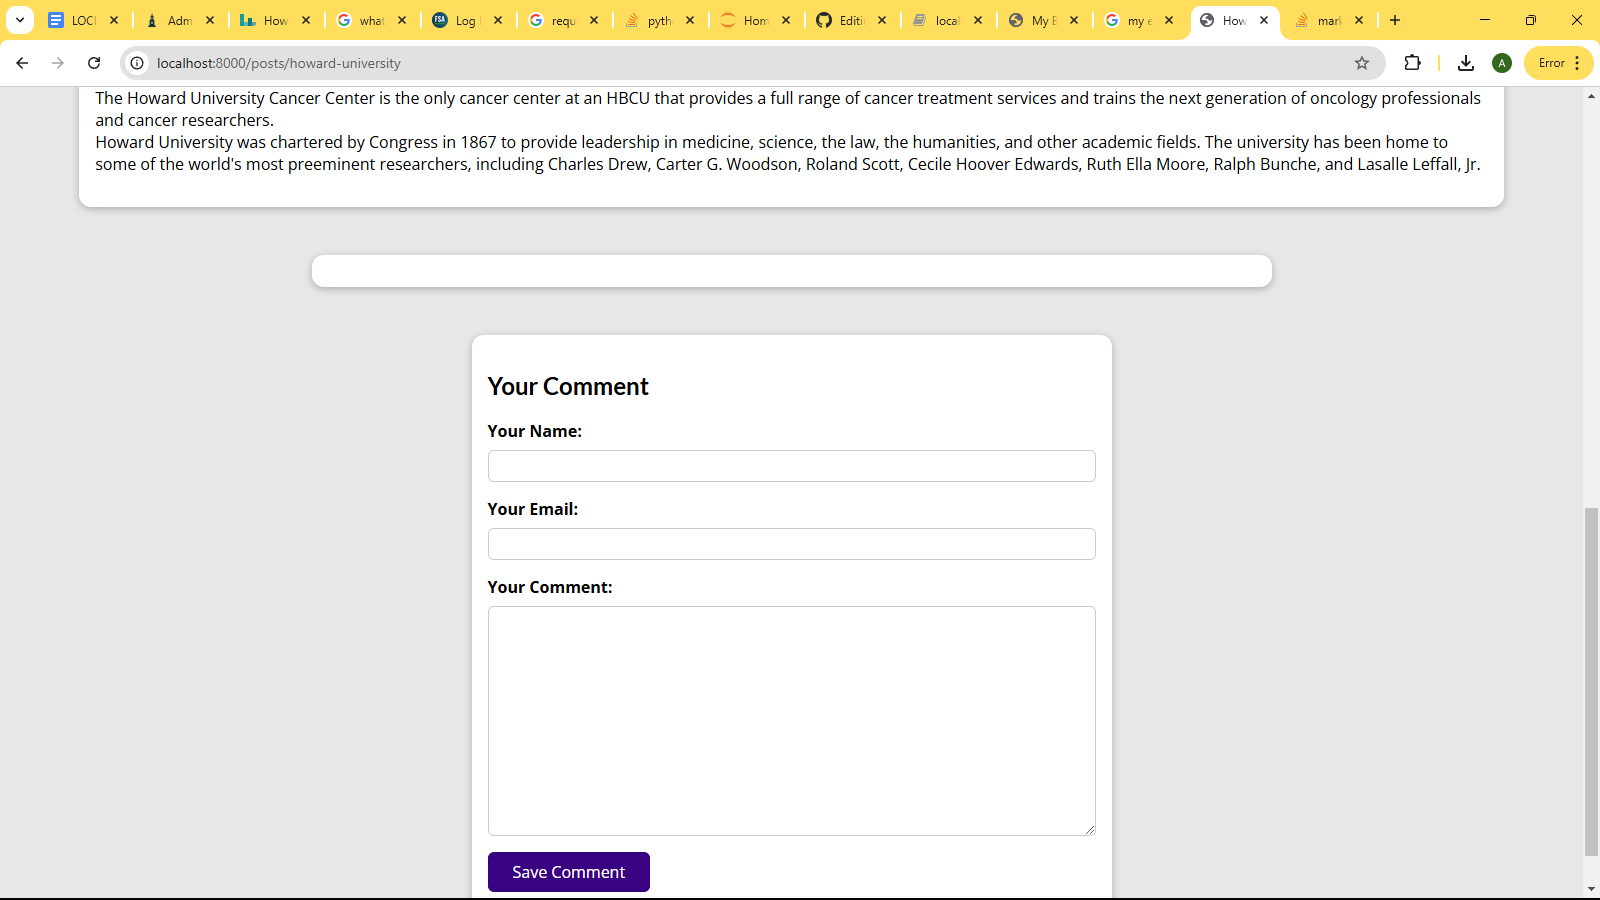 LOCI
Adm
How
what
FSA
Log
requ
pyth
Hom
Editi
local
My E
my e
How
mark
localhost:8000/posts/howard-university
A
Error
The Howard University Cancer Center is the only cancer center at an HBCU that provides a full range of cancer treatment services and trains the next generation of oncology professionals
and cancer researchers.
Howard University was chartered by Congress in 1867 to provide leadership in medicine, science, the law, the humanities, and other academic fields. The university has been home to
some of the world's most preeminent researchers, including Charles Drew, Carter G. Woodson, Roland Scott, Cecile Hoover Edwards, Ruth Ella Moore, Ralph Bunche, and Lasalle Leffall, Jr.
Your Comment
Your Name:
Your Email:
Your Comment:
Save Comment